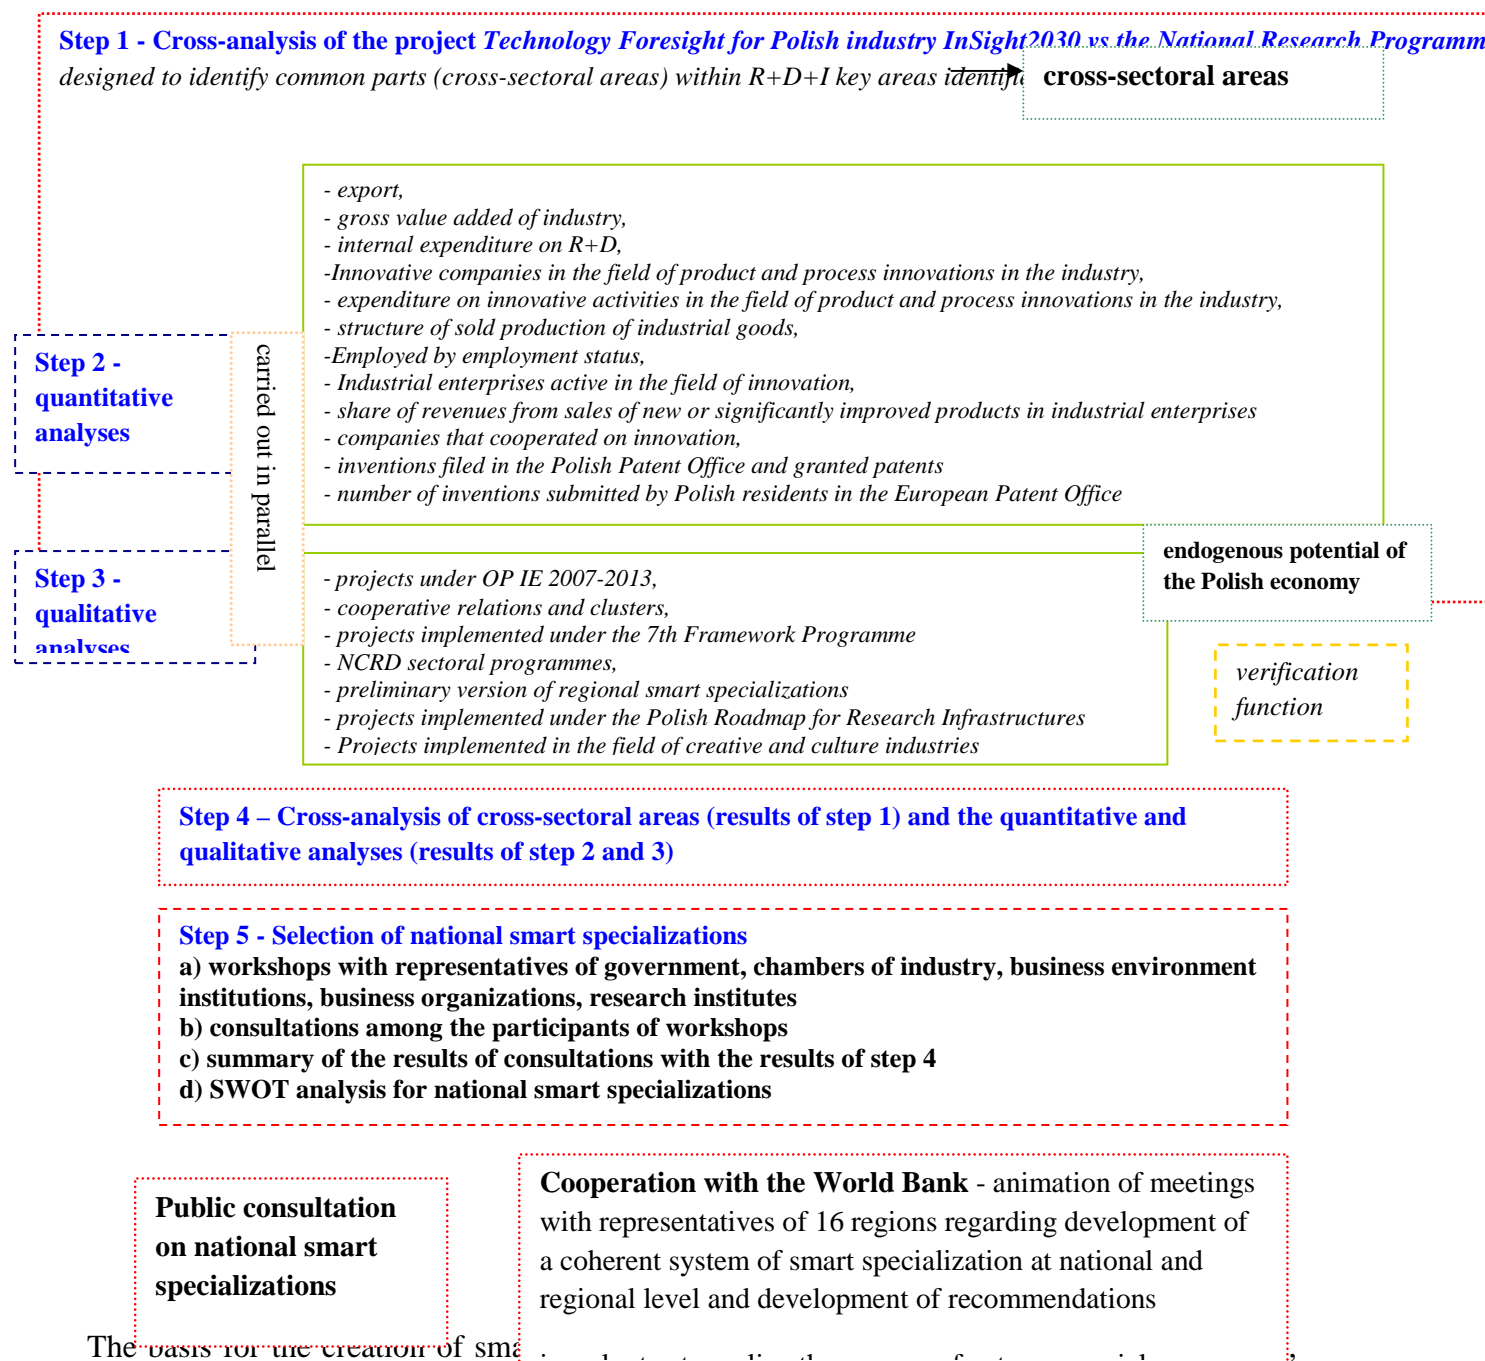 Step 1 - Cross-analysis of the project Technology Foresight for Polish industry InSight2030 vs the National Research Programm
designed to identify common parts (cross-sectoral areas) within R+D+I key areas identifie
cross-sectoral areas
- export,
- gross value added of industry,
- internal expenditure on R+D,
-Innovative companies in the field of product and process innovations in the industry,
- expenditure on innovative activities in the field of product and process innovations in the industry,
- structure of sold production of industrial goods,
-Employed by employment status,
- Industrial enterprises active in the field of innovation,
- share of revenues from sales of new or significantly improved products in industrial enterprises
- companies that cooperated on innovation,
- inventions filed in the Polish Patent Office and granted patents
- number of inventions submitted by Polish residents in the European Patent Office
Step 2 -
quantitative
analyses
carried out in parallel
Step 3 -
qualitative
analyses
- projects under OP IE 2007-2013,
- cooperative relations and clusters,
- projects implemented under the 7th Framework Programme
- NCRD sectoral programmes,
- preliminary version of regional smart specializations
- projects implemented under the Polish Roadmap for Research Infrastructures
- Projects implemented in the field of creative and culture industries
endogenous potential of
the Polish economy
verification
function
Step 4 – Cross-analysis of cross-sectoral areas (results of step 1) and the quantitative and
qualitative analyses (results of step 2 and 3)
Step 5 - Selection of national smart specializations
a) workshops with representatives of government, chambers of industry, business environment
institutions, business organizations, research institutes
b) consultations among the participants of workshops
c) summary of the results of consultations with the results of step 4
d) SWOT analysis for national smart specializations
Public consultation
on national smart
specializations
Cooperation with the World Bank - animation of meetings
with representatives of 16 regions regarding development of
a coherent system of smart specialization at national and
regional level and development of recommendations
The basis for the creation of sma